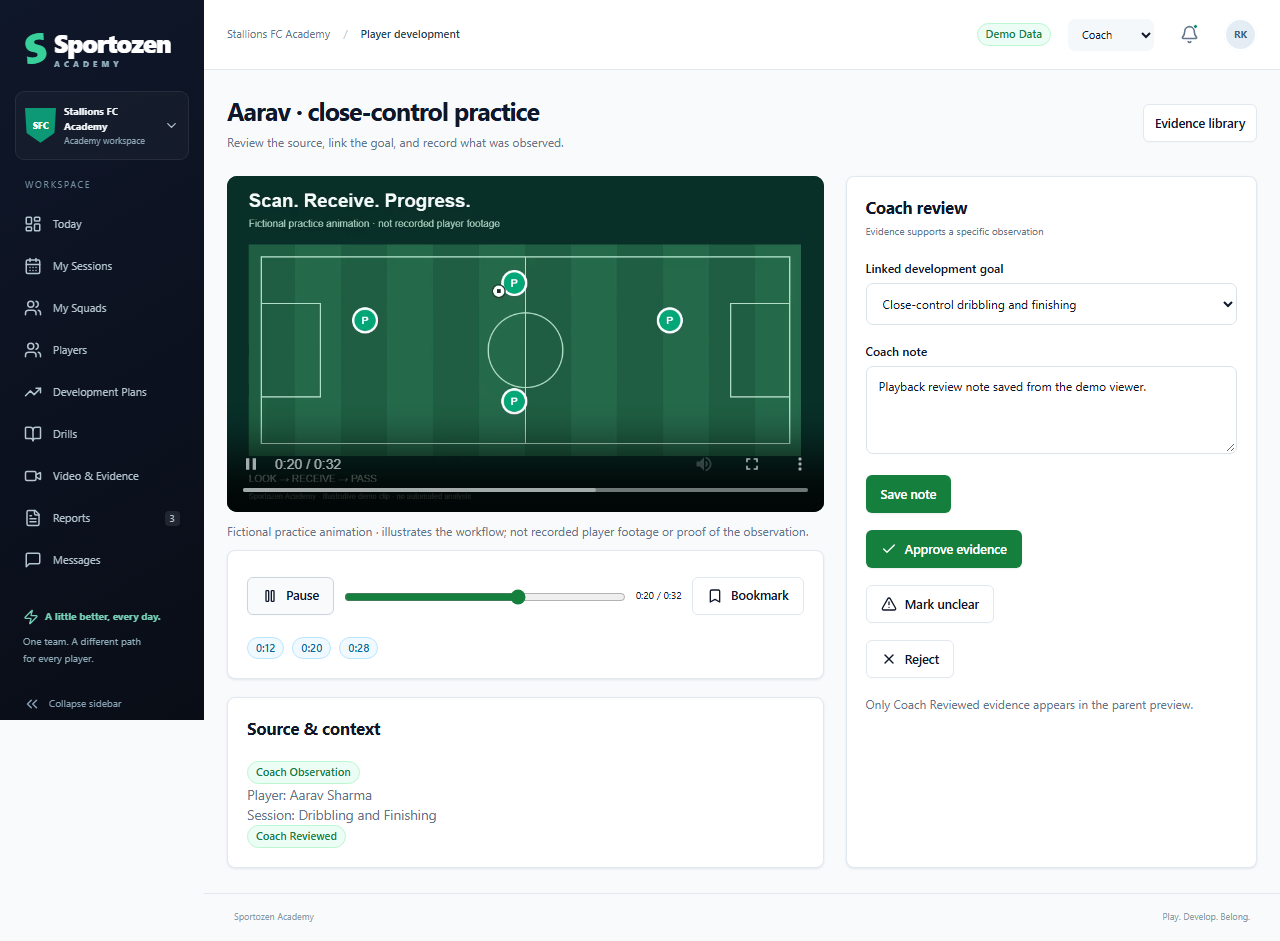 Sportozen
ACADEMY
Stallions FC Academy / Player development
Demo Data
Coach
RK
SFC
Stallions FC
Academy
Academy workspace
WORKSPACE
Today
My Sessions
My Squads
Players
Development Plans
Drills
Video & Evidence
Reports
3
Messages
A little better, every day.
One team. A different path
for every player.
Collapse sidebar
Aarav · close-control practice
Review the source, link the goal, and record what was observed.
Evidence library
Scan. Receive. Progress.
Fictional practice animation · not recorded player footage
P
P
P
P
0:20 / 0:32
LOOK → RECEIVE → PASS
Sportozen Academy · illustrative demo clip · no automated analysis
Fictional practice animation · illustrates the workflow; not recorded player footage or proof of the observation.
Pause
0:20 / 0:32
Bookmark
0:12
0:20
0:28
Source & context
Coach Observation
Player: Aarav Sharma
Session: Dribbling and Finishing
Coach Reviewed
Coach review
Evidence supports a specific observation
Linked development goal
Close-control dribbling and finishing
Coach note
Playback review note saved from the demo viewer.
Save note
Approve evidence
Mark unclear
Reject
Only Coach Reviewed evidence appears in the parent preview.
Sportozen Academy
Play. Develop. Belong.